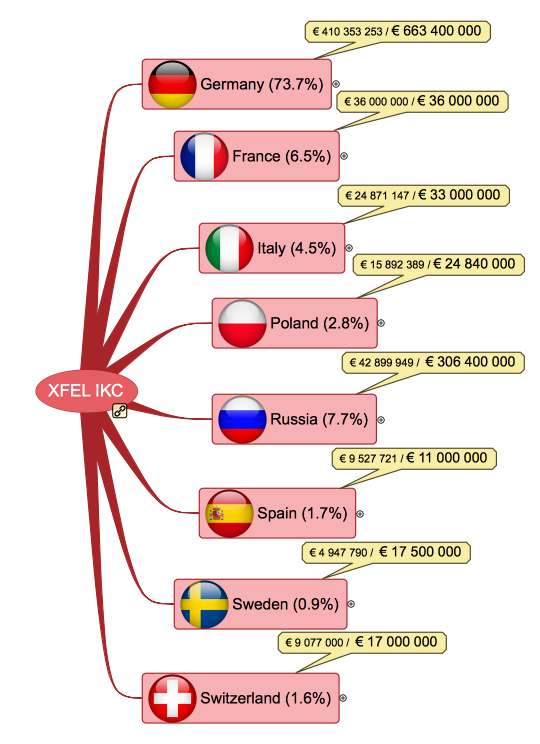 € 410 353 253 / € 663 400 000
Germany (73.7%)
€ 36 000 000 / € 36 000 000
France (6.5%)
€ 24 871 147 / € 33 000 000
Italy (4.5%)
€ 15 892 389 / € 24 840 000
Poland (2.8%)
€ 42 899 949 / € 306 400 000
XFEL IKC
Russia (7.7%)
€ 9 527 721 / € 11 000 000
Spain (1.7%)
€ 4 947 790 / € 17 500 000
Sweden (0.9%)
€ 9 077 000 / € 17 000 000
Switzerland (1.6%)